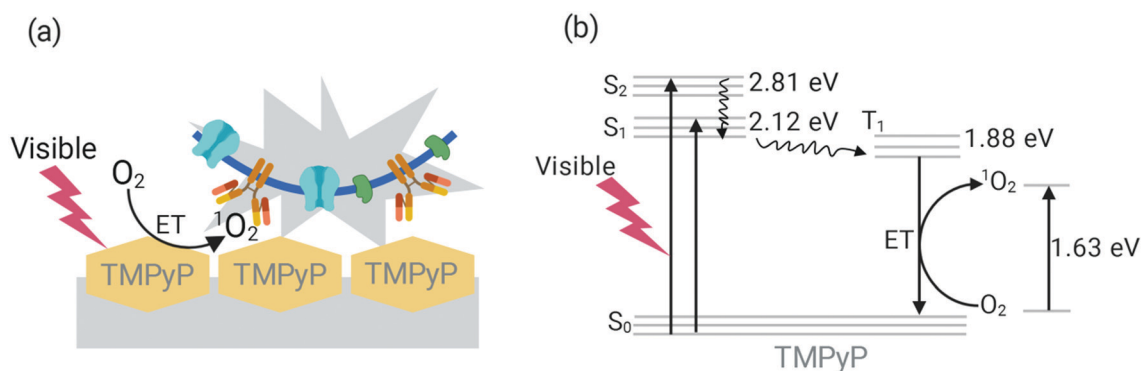 (a)
Visible
O₂
ET
¹O₂
TMPyP
TMPyP
TMPyP
(b)
S₂
2.81 eV
S₁
2.12 eV
T₁
1.88 eV
Visible
¹O₂
ET
1.63 eV
O₂
S₀
TMPyP